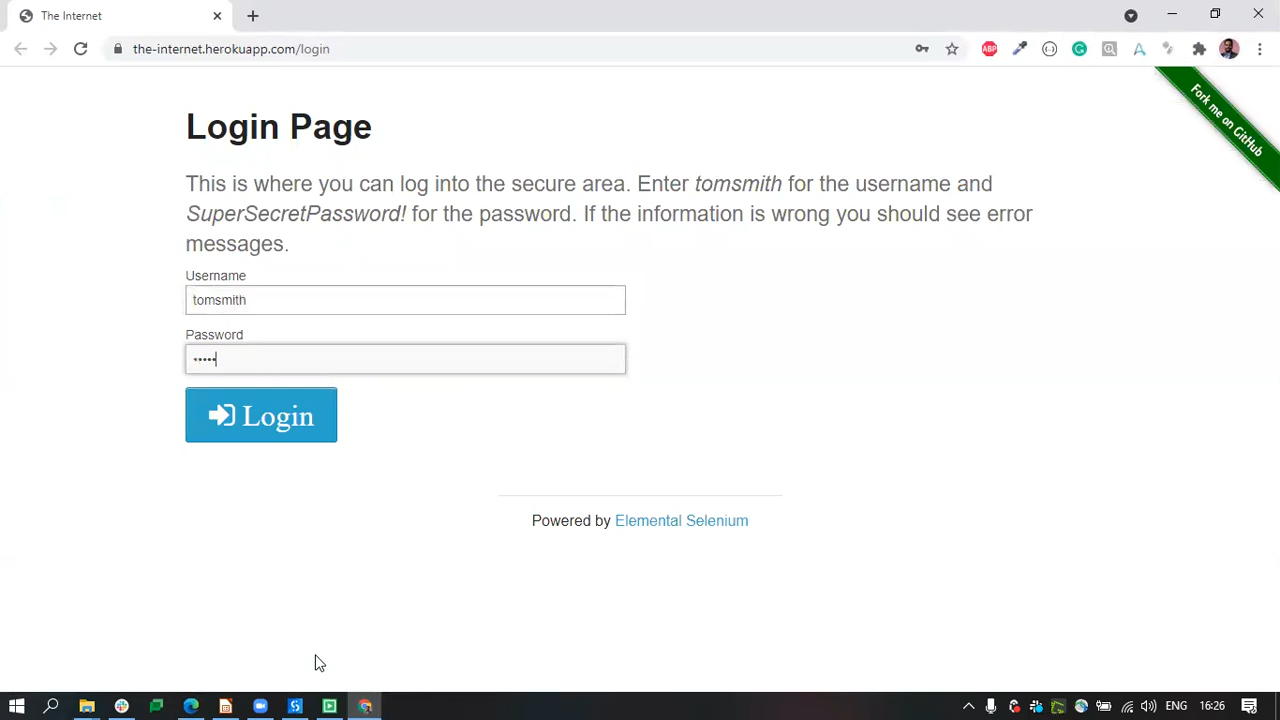 The Internet
the-internet.herokuapp.com/login
ABP
Fork me on GitHub
Login Page
This is where you can log into the secure area. Enter tomsmith for the username and
SuperSecretPassword! for the password. If the information is wrong you should see error
messages.
Username
tomsmith
Password
•••••
Login
Powered by Elemental Selenium
ENG
16:26